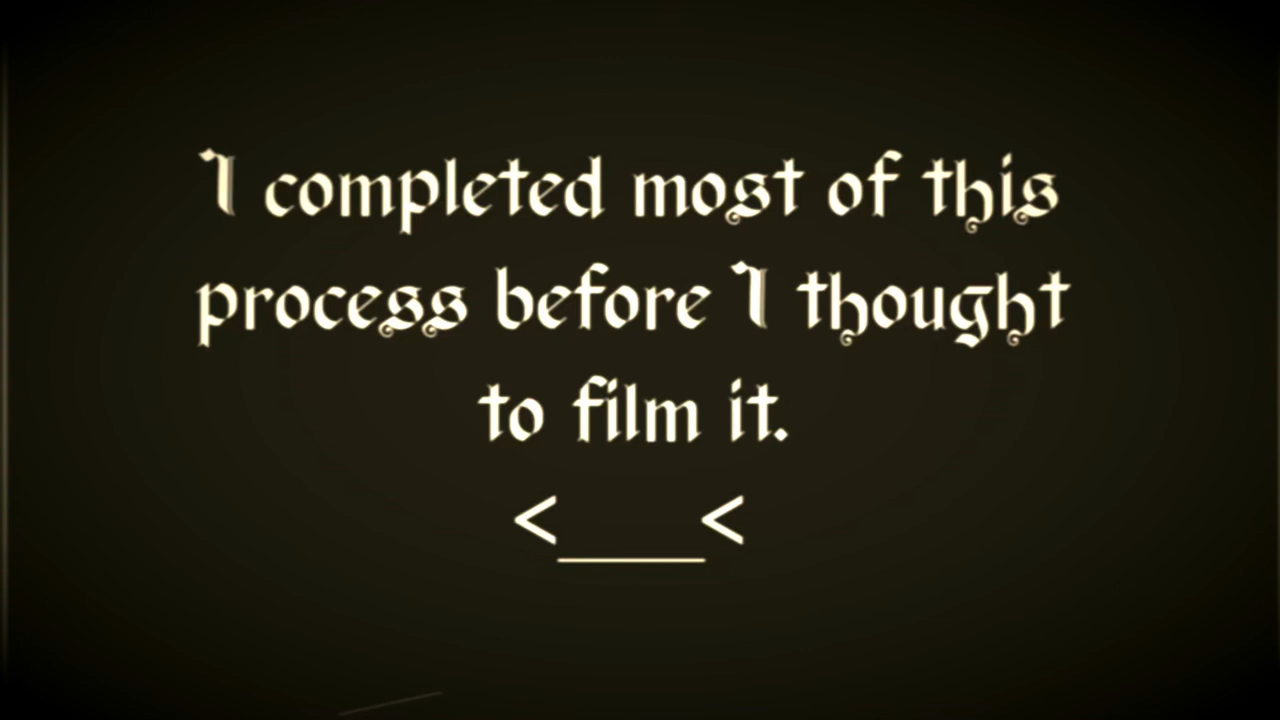 I completed most of this
process before I thought
to film it.
<___<